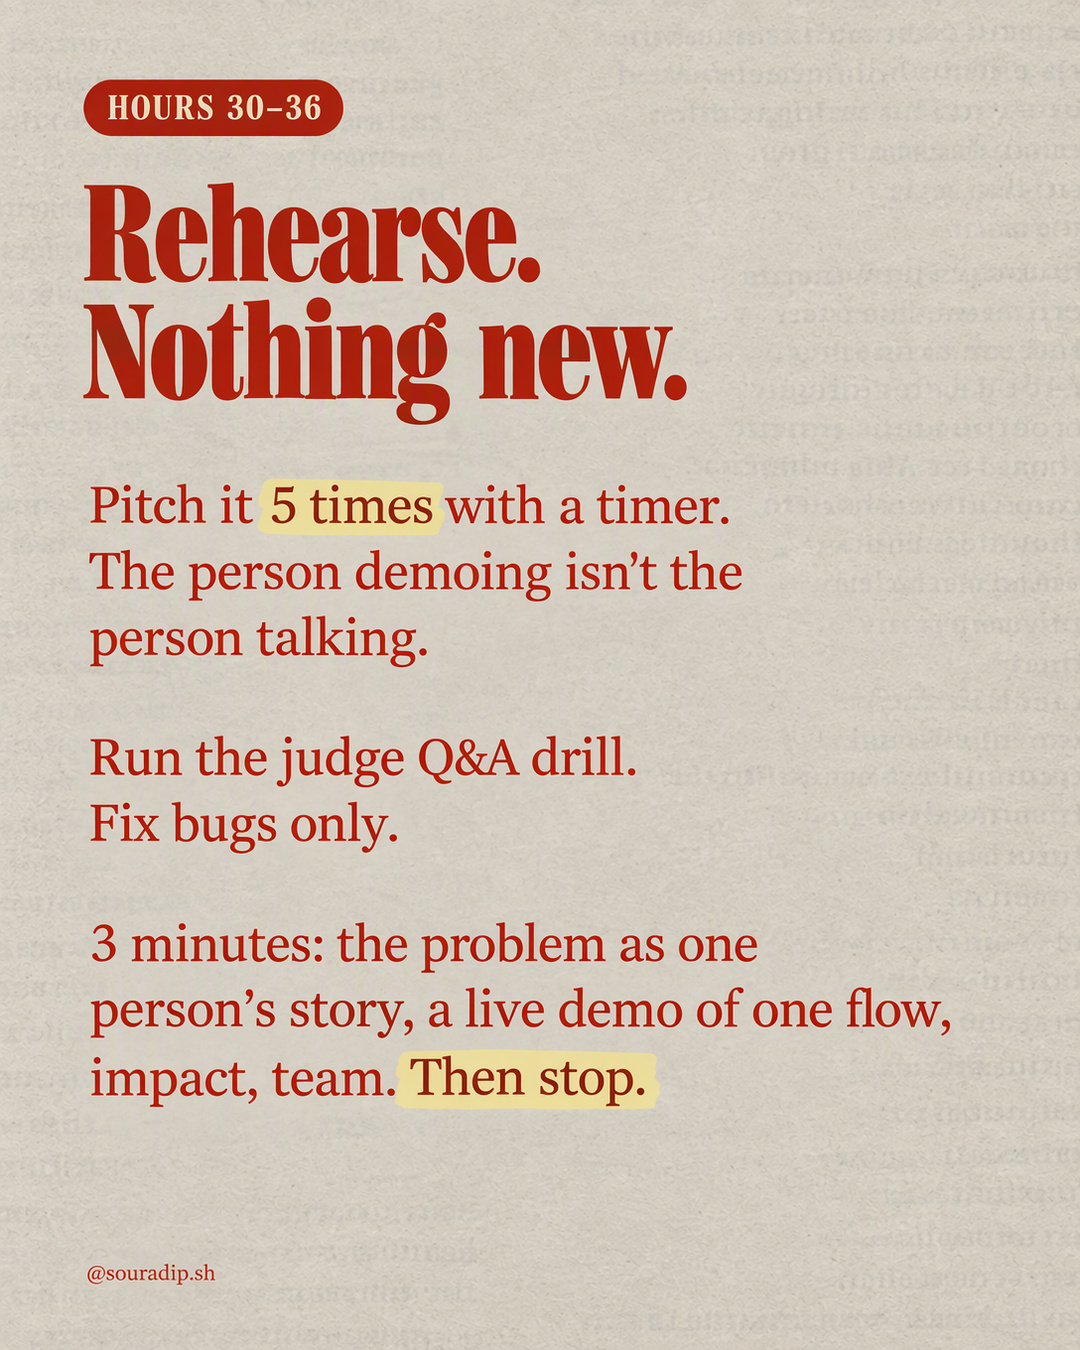 HOURS 30–36
Rehearse.
Nothing new.
Pitch it 5 times with a timer.
The person demoing isn’t the
person talking.
Run the judge Q&A drill.
Fix bugs only.
3 minutes: the problem as one
person’s story, a live demo of one flow,
impact, team. Then stop.
@souradip.sh